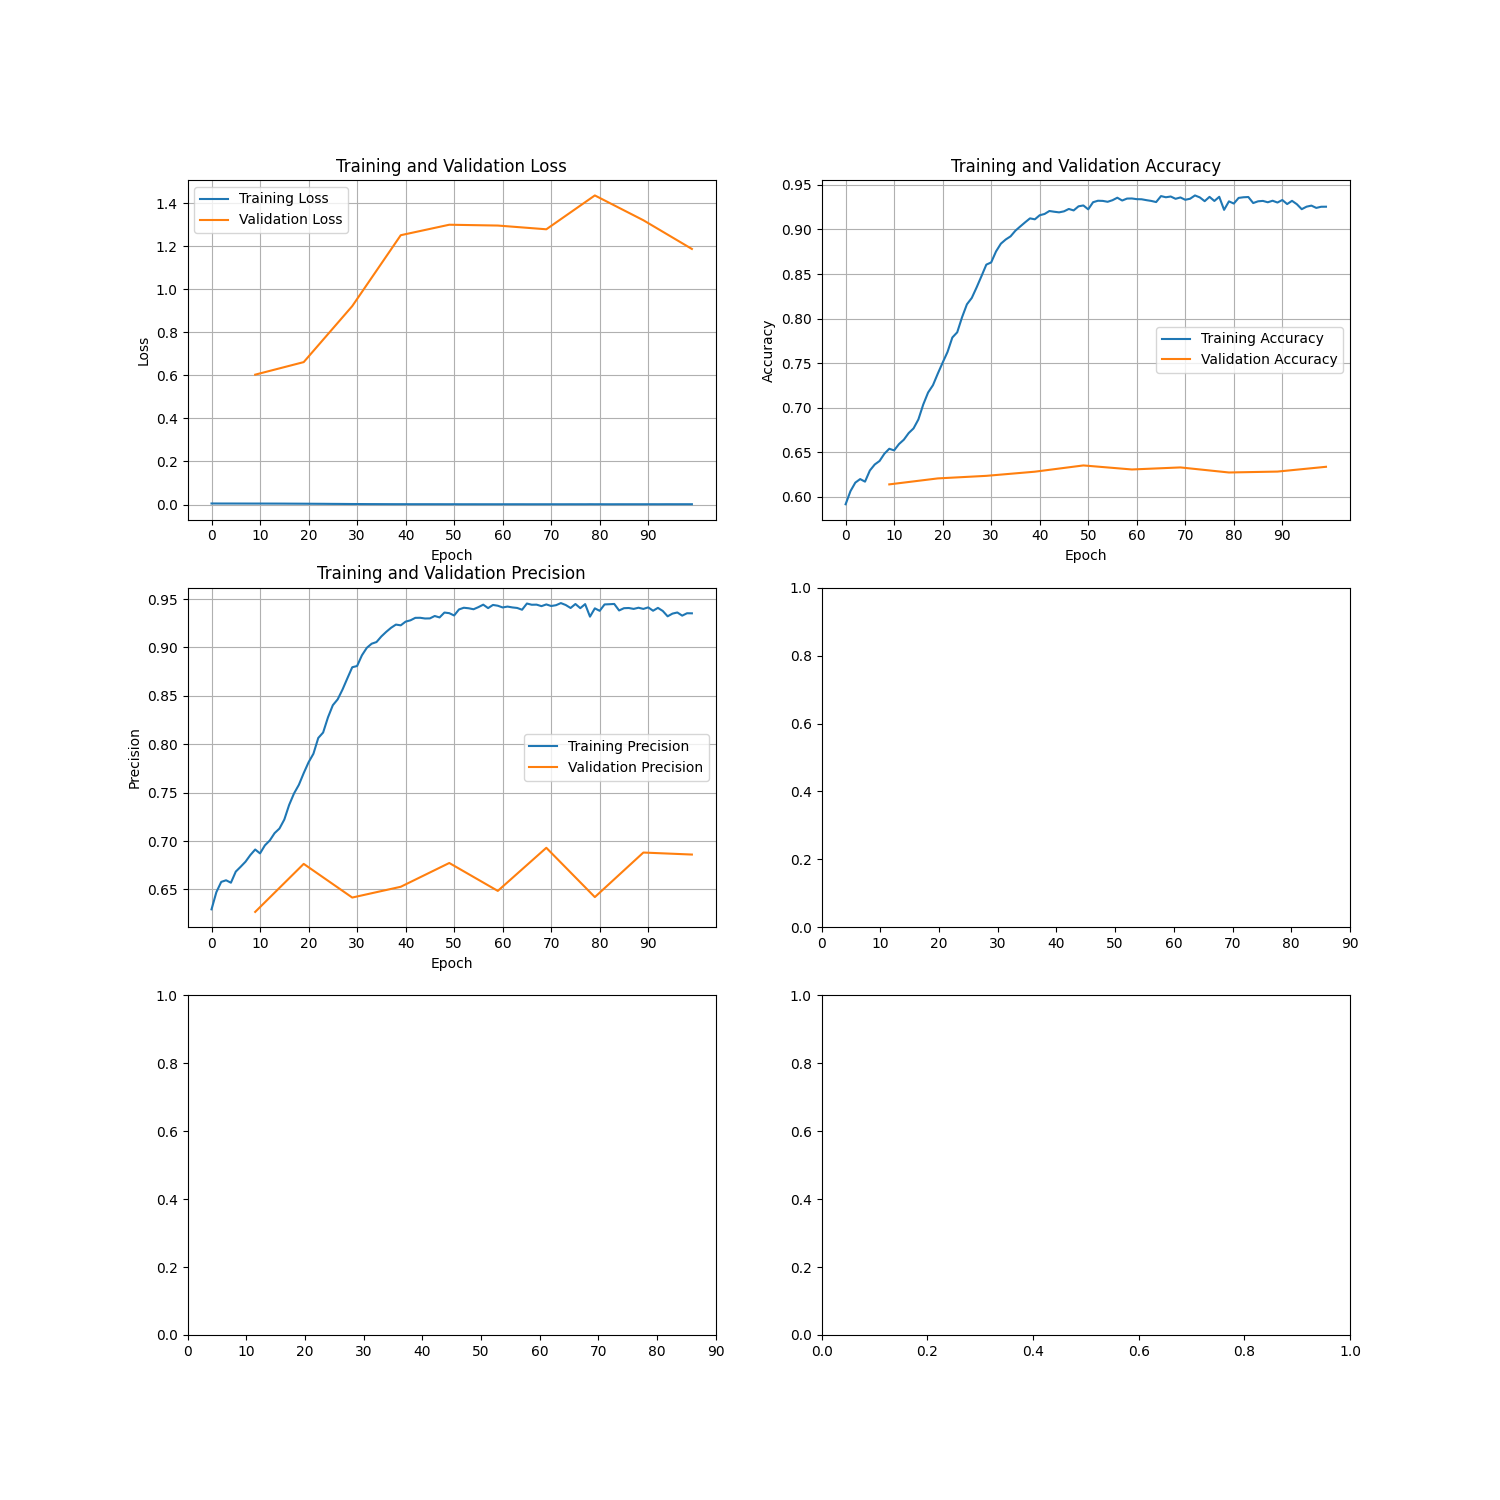 Training and Validation Loss
Training Loss
Validation Loss
1.4
1.2
1.0
0.8
0.6
0.4
0.2
0.0
Loss
0 10 20 30 40 50 60 70 80 90
Epoch
Training and Validation Accuracy
0.95
0.90
0.85
0.80
0.75
0.70
0.65
0.60
Accuracy
Training Accuracy
Validation Accuracy
0 10 20 30 40 50 60 70 80 90
Epoch
Training and Validation Precision
0.95
0.90
0.85
0.80
0.75
0.70
0.65
Precision
Training Precision
Validation Precision
0 10 20 30 40 50 60 70 80 90
Epoch
1.0
0.8
0.6
0.4
0.2
0.0
0 10 20 30 40 50 60 70 80 90
1.0
0.8
0.6
0.4
0.2
0.0
0 10 20 30 40 50 60 70 80 90
1.0
0.8
0.6
0.4
0.2
0.0
0.0 0.2 0.4 0.6 0.8 1.0